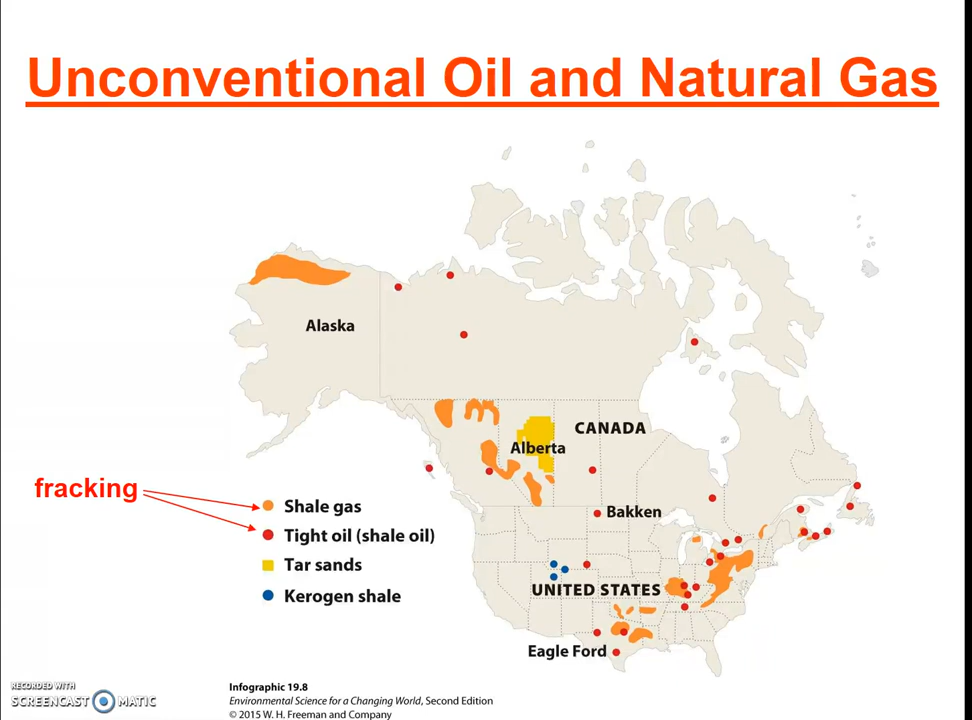 Unconventional Oil and Natural Gas
Alaska
CANADA
Alberta
fracking
Shale gas
Bakken
Tight oil (shale oil)
Tar sands
UNITED STATES
Kerogen shale
Eagle Ford
RECORDED WITH
SCREENCAST MATIC
Infographic 19.8
Environmental Science for a Changing World, Second Edition
© 2015 W. H. Freeman and Company